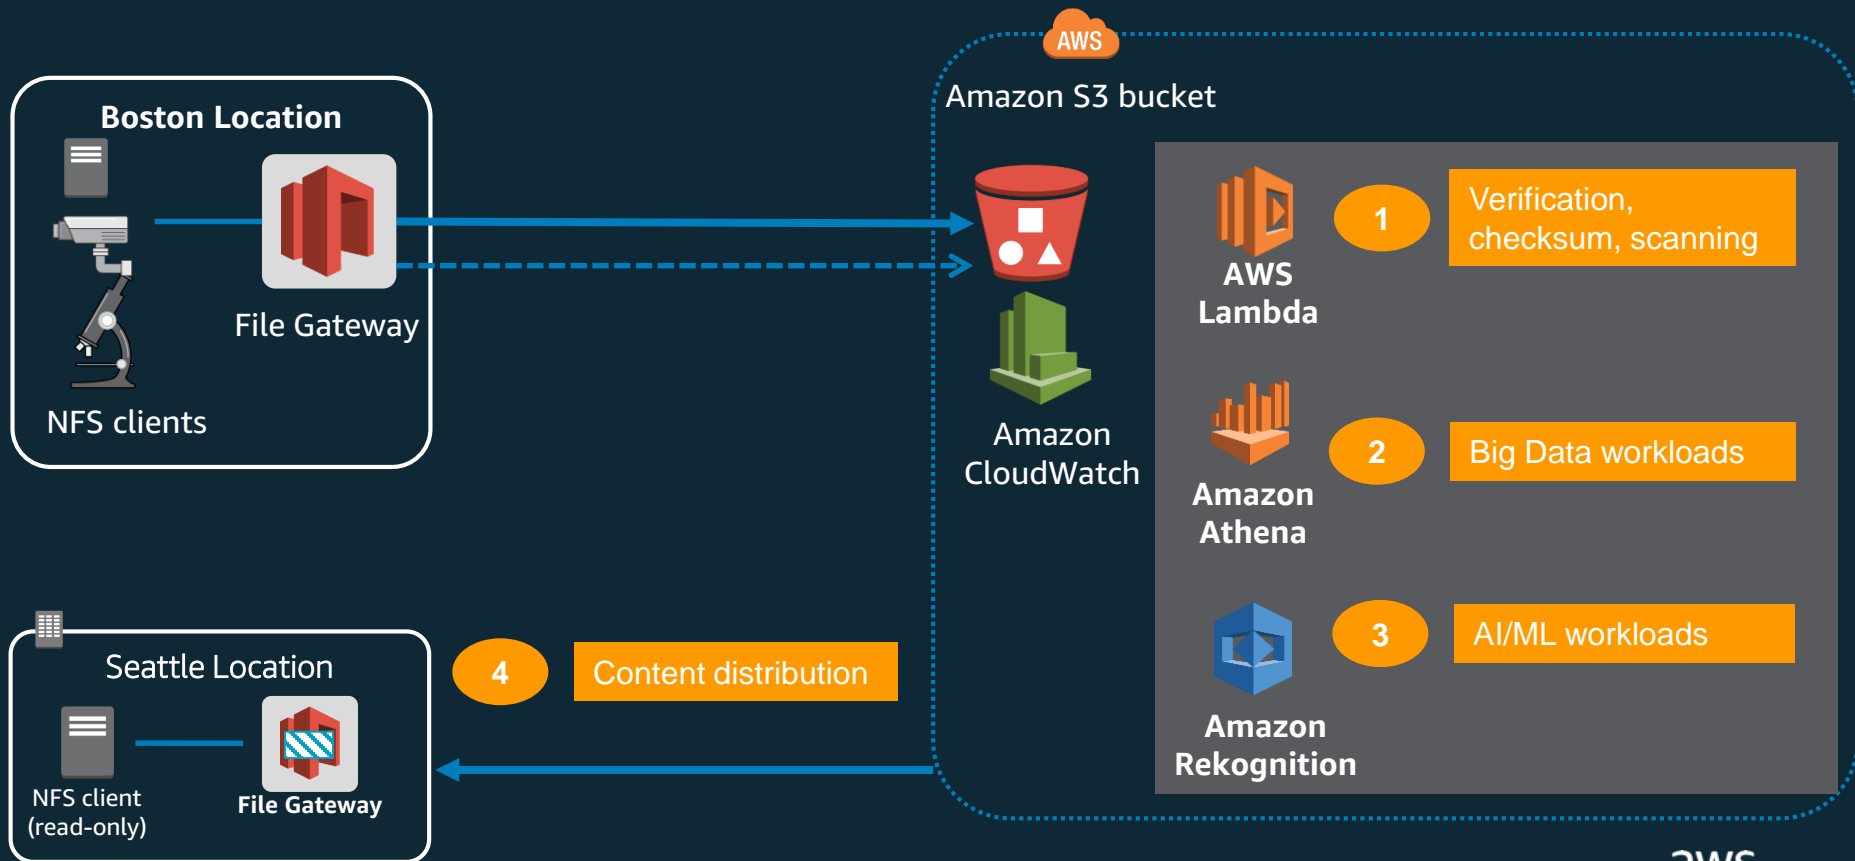 AWS
Amazon S3 bucket
Boston Location
File Gateway
NFS clients
Amazon
CloudWatch
AWS
Lambda
1
Verification,
checksum, scanning
Amazon
Athena
2
Big Data workloads
Amazon
Rekognition
3
AI/ML workloads
4
Content distribution
Seattle Location
NFS client
(read-only)
File Gateway
aws